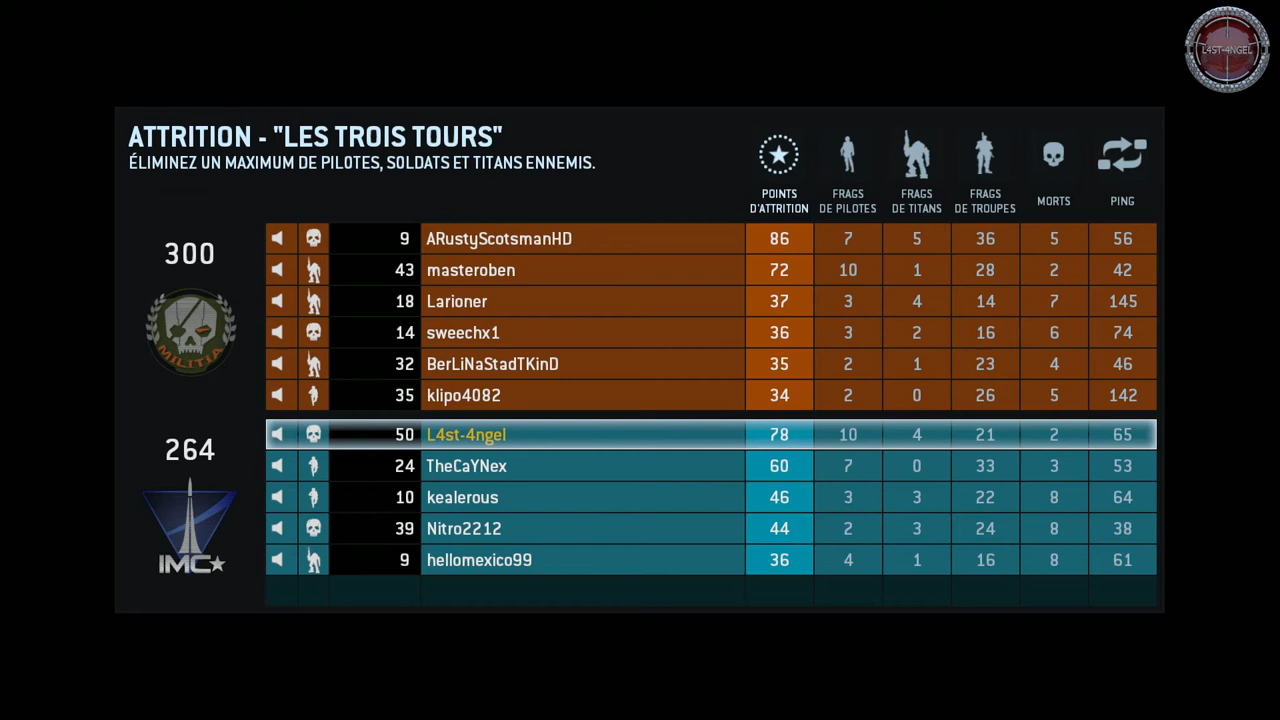 L4ST-4NGEL
ATTRITION - "LES TROIS TOURS"
ÉLIMINEZ UN MAXIMUM DE PILOTES, SOLDATS ET TITANS ENNEMIS.
POINTS D'ATTRITION FRAGS DE PILOTES FRAGS DE TITANS FRAGS DE TROUPES MORTS PING
300
MILITIA
9 ARustyScotsmanHD 86 7 5 36 5 56
43 masteroben 72 10 1 28 2 42
18 Larioner 37 3 4 14 7 145
14 sweechx1 36 3 2 16 6 74
32 BerLiNaStadTKinD 35 2 1 23 4 46
35 klipo4082 34 2 0 26 5 142
264
IMC
50 L4st-4ngel 78 10 4 21 2 65
24 TheCaYNex 60 7 0 33 3 53
10 kealerous 46 3 3 22 8 64
39 Nitro2212 44 2 3 24 8 38
9 hellomexico99 36 4 1 16 8 61